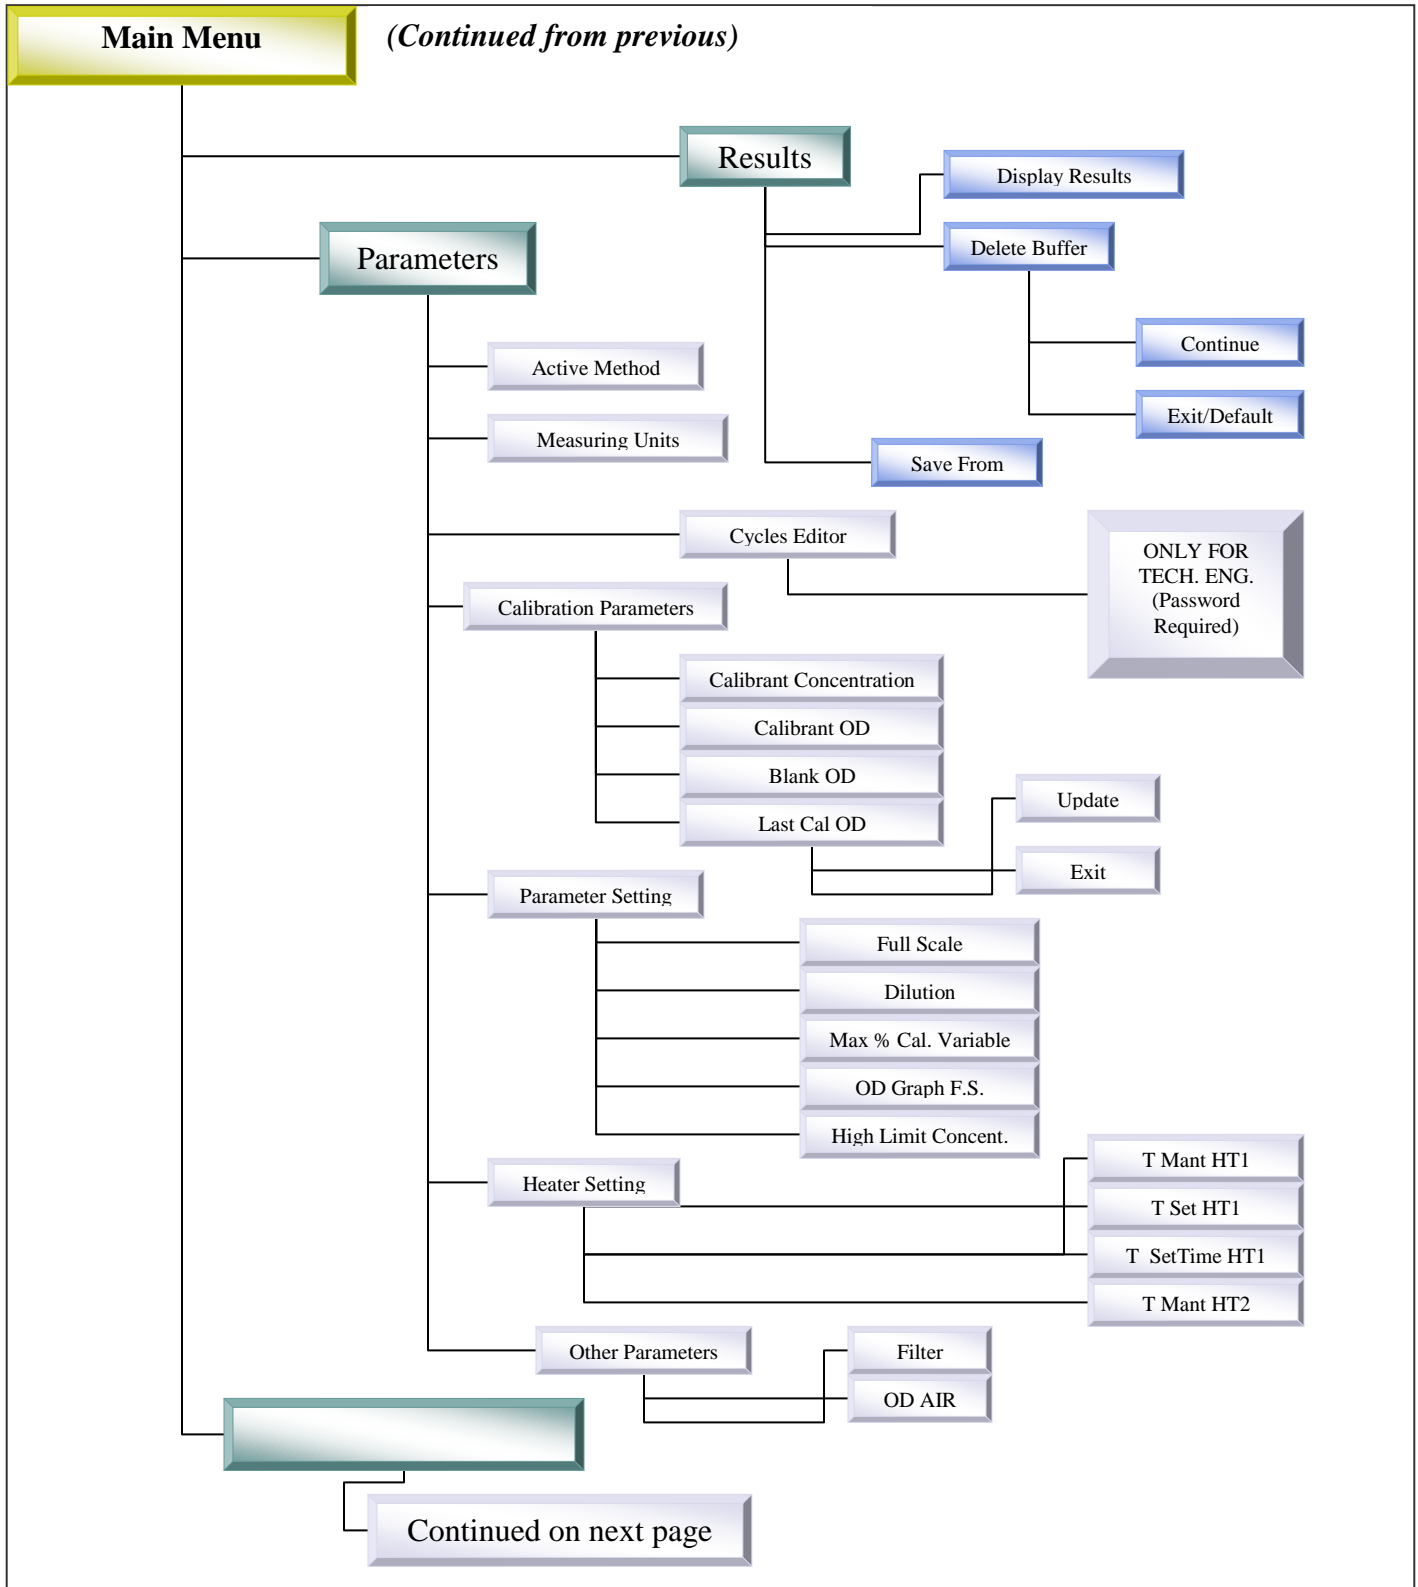 Main Menu
(Continued from previous)
Results
Display Results
Delete Buffer
Continue
Exit/Default
Save From
Parameters
Active Method
Measuring Units
Cycles Editor
ONLY FOR
TECH. ENG.
(Password
Required)
Calibration Parameters
Calibrant Concentration
Calibrant OD
Blank OD
Last Cal OD
Update
Exit
Parameter Setting
Full Scale
Dilution
Max % Cal. Variable
OD Graph F.S.
High Limit Concent.
Heater Setting
T Mant HT1
T Set HT1
T SetTime HT1
T Mant HT2
Other Parameters
Filter
OD AIR
Continued on next page